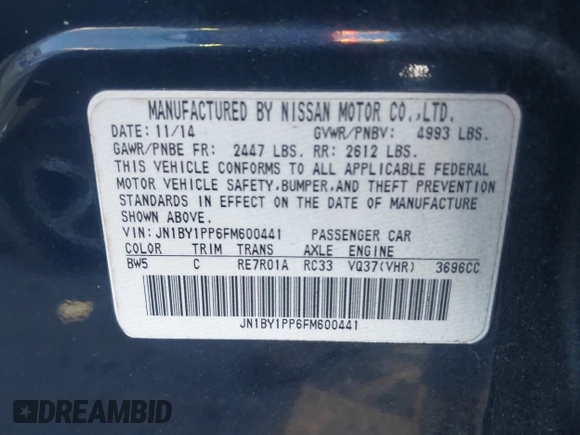 MANUFACTURED BY NISSAN MOTOR CO.,LTD.
DATE: 11/14 GVWR/PNBV: 4993 LBS.
GAWR/PNBE FR: 2447 LBS. RR: 2612 LBS.
THIS VEHICLE CONFORMS TO ALL APPLICABLE FEDERAL
MOTOR VEHICLE SAFETY,BUMPER,AND THEFT PREVENTION
STANDARDS IN EFFECT ON THE DATE OF MANUFACTURE
SHOWN ABOVE.
VIN: JN1BY1PP6FM600441 PASSENGER CAR
COLOR TRIM TRANS AXLE ENGINE
BW5 C RE7R01A RC33 VQ37(VHR) 3696CC
JN1BY1PP6FM600441
DREAMBID